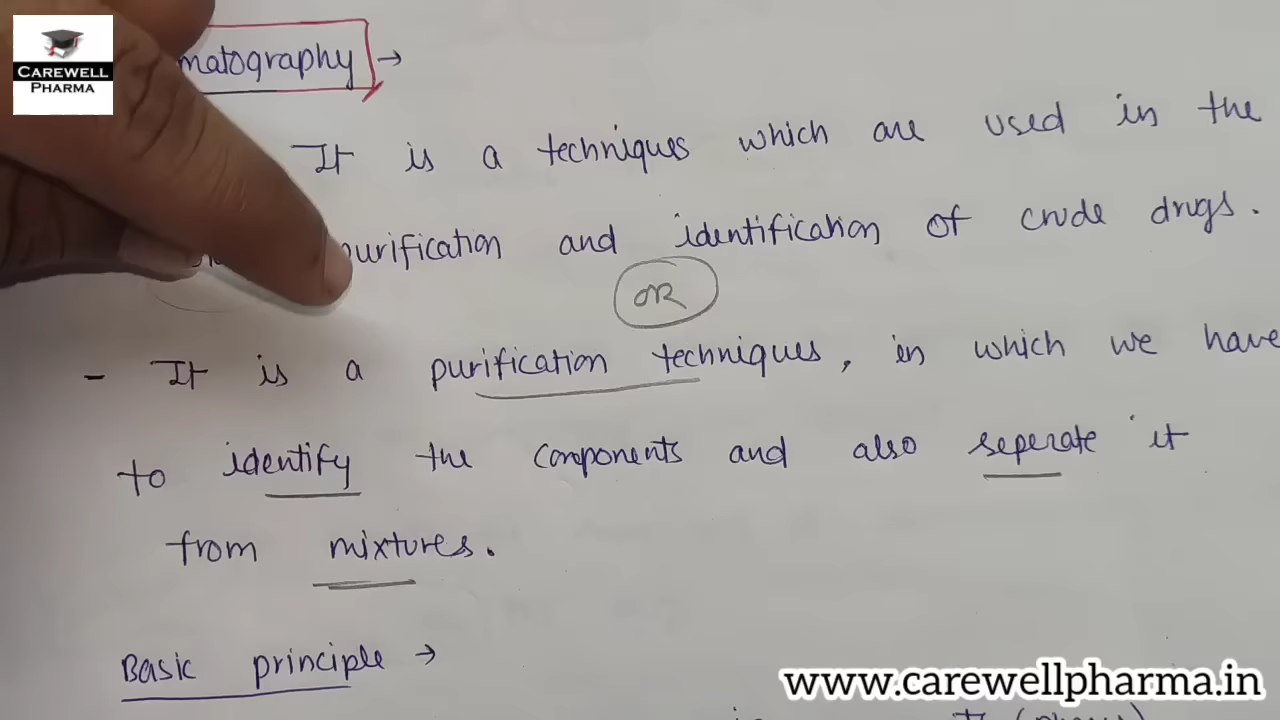 CAREWELL
PHARMA
matography →
It is a techniques which are used in the
purification and identification of crude drugs.
OR
- It is a purification techniques, in which we have
to identify the components and also seperate it
from mixtures.
Basic principle →
www.carewellpharma.in